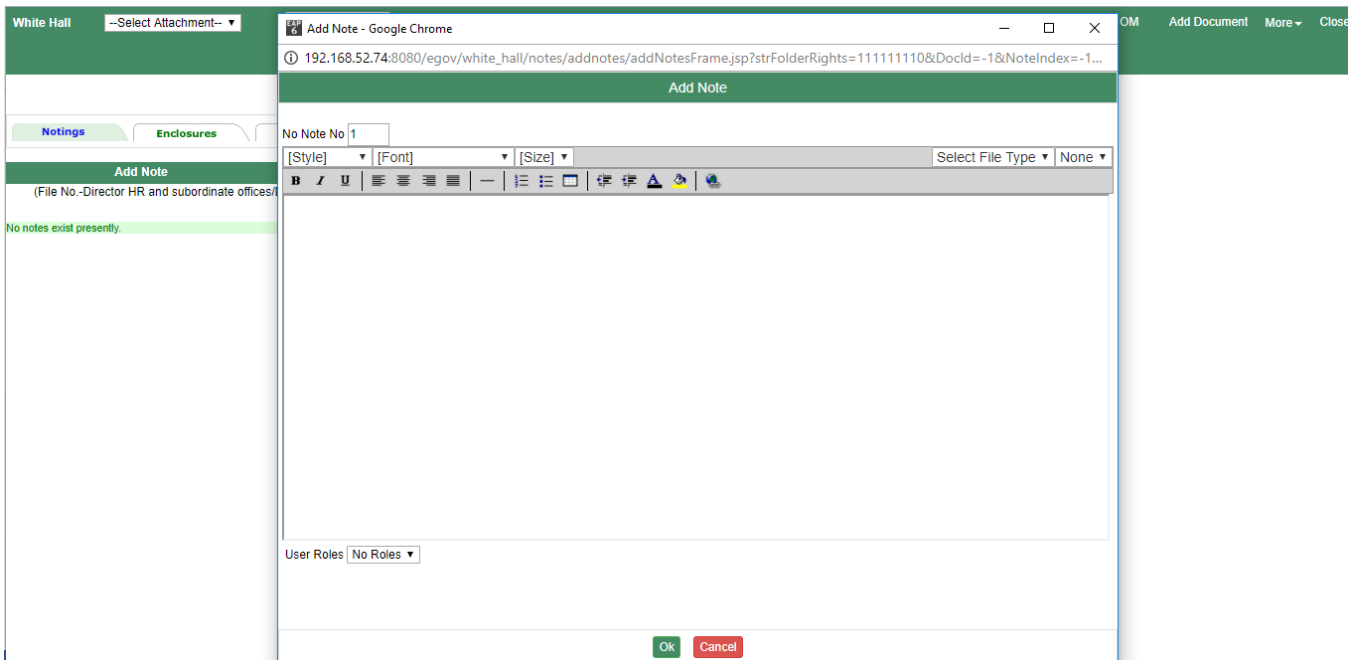 White Hall --Select Attachment-- OM Add Document More Close
EAP 6 Add Note - Google Chrome
192.168.52.74:8080/egov/white_hall/notes/addnotes/addNotesFrame.jsp?strFolderRights=111111110&DocId=-1&NoteIndex=-1...
Add Note
Notings Enclosures
No Note No 1
[Style] [Font] [Size] Select File Type None
B I U
Add Note
(File No.-Director HR and subordinate offices/
No notes exist presently.
User Roles No Roles
Ok Cancel